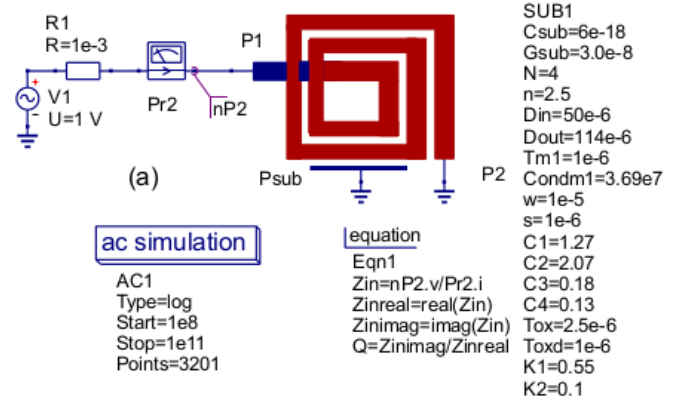 R1
R=1e-3
V1
U=1 V
Pr2
nP2
P1
(a)
Psub
P2
SUB1
Csub=6e-18
Gsub=3.0e-8
N=4
n=2.5
Din=50e-6
Dout=114e-6
Tm1=1e-6
Condm1=3.69e7
w=1e-5
s=1e-6
C1=1.27
C2=2.07
C3=0.18
C4=0.13
Tox=2.5e-6
Toxd=1e-6
K1=0.55
K2=0.1
ac simulation
AC1
Type=log
Start=1e8
Stop=1e11
Points=3201
equation
Eqn1
Zin=nP2.v/Pr2.i
Zinreal=real(Zin)
Zinimag=imag(Zin)
Q=Zinimag/Zinreal